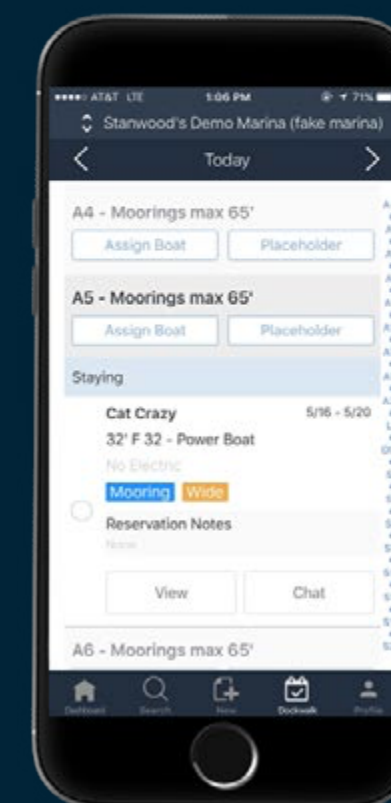 AT&T LTE 1:06 PM 71%
Stanwood's Demo Marina (fake marina)
Today
A4 - Moorings max 65'
Assign Boat Placeholder
A5 - Moorings max 65'
Assign Boat Placeholder
Staying
Cat Crazy 5/16 - 5/20
32' F 32 - Power Boat
No Electric
Mooring Wide
Reservation Notes
None
View Chat
A6 - Moorings max 65'
Dashboard Search New Dockwalk Profile